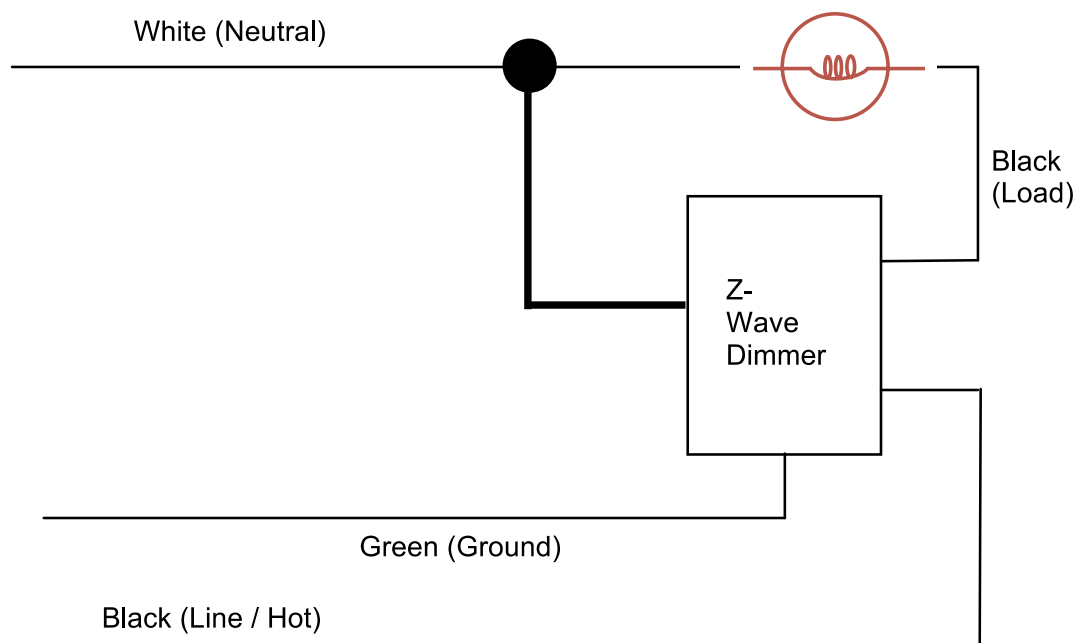 White (Neutral)
Black
(Load)
Z-
Wave
Dimmer
Green (Ground)
Black (Line / Hot)